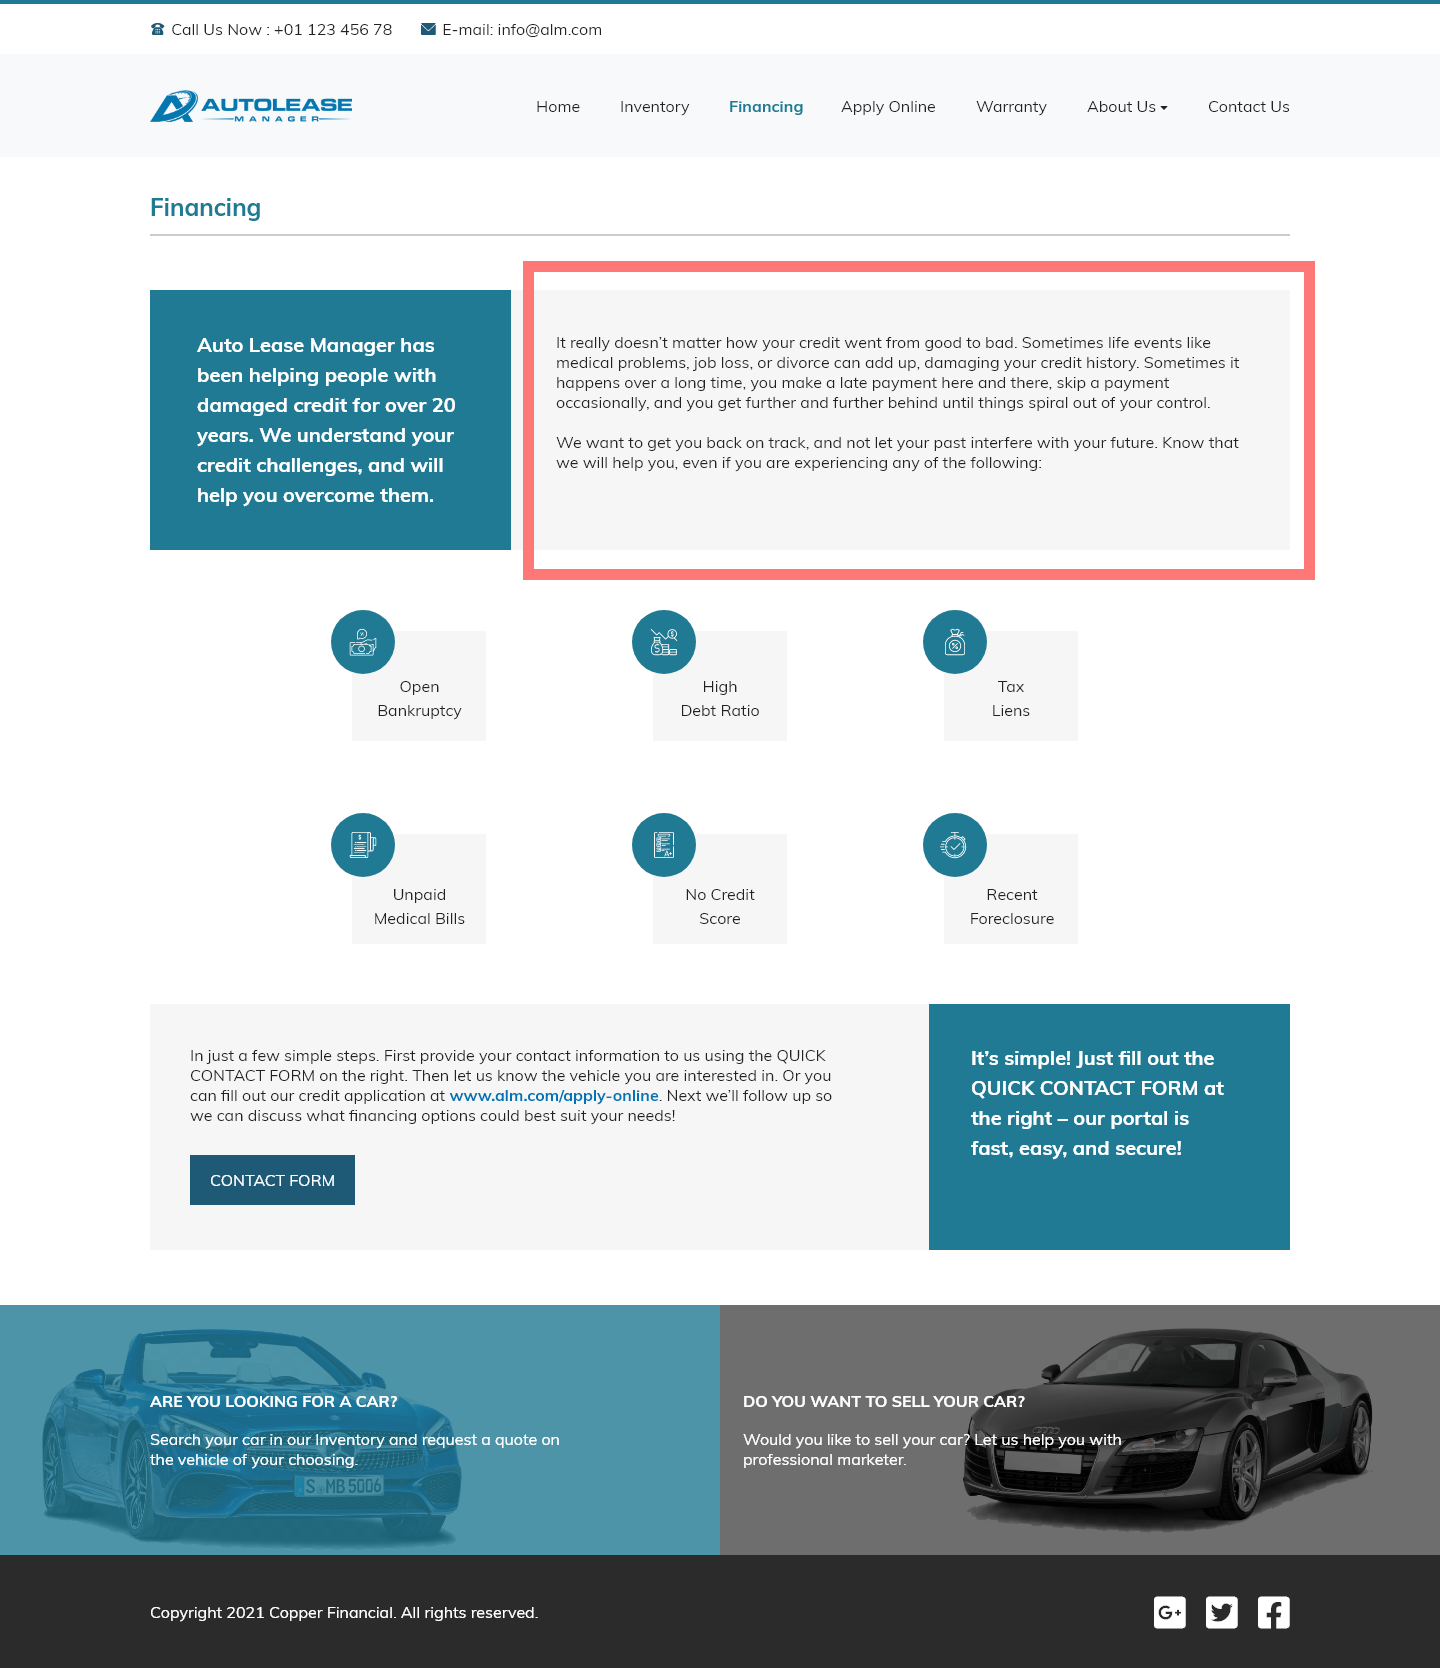 Call Us Now : +01 123 456 78
E-mail: info@alm.com
AUTOLEASE
MANAGER
Home
Inventory
Financing
Apply Online
Warranty
About Us
Contact Us
Financing
Auto Lease Manager has
been helping people with
damaged credit for over 20
years. We understand your
credit challenges, and will
help you overcome them.
It really doesn’t matter how your credit went from good to bad. Sometimes life events like
medical problems, job loss, or divorce can add up, damaging your credit history. Sometimes it
happens over a long time, you make a late payment here and there, skip a payment
occasionally, and you get further and further behind until things spiral out of your control.
We want to get you back on track, and not let your past interfere with your future. Know that
we will help you, even if you are experiencing any of the following:
Open
Bankruptcy
High
Debt Ratio
Tax
Liens
Unpaid
Medical Bills
A+
No Credit
Score
Recent
Foreclosure
In just a few simple steps. First provide your contact information to us using the QUICK
CONTACT FORM on the right. Then let us know the vehicle you are interested in. Or you
can fill out our credit application at www.alm.com/apply-online. Next we’ll follow up so
we can discuss what financing options could best suit your needs!
CONTACT FORM
It’s simple! Just fill out the
QUICK CONTACT FORM at
the right – our portal is
fast, easy, and secure!
ARE YOU LOOKING FOR A CAR?
Search your car in our Inventory and request a quote on
the vehicle of your choosing.
S MB 5006
DO YOU WANT TO SELL YOUR CAR?
Would you like to sell your car? Let us help you with
professional marketer.
Copyright 2021 Copper Financial. All rights reserved.
G+